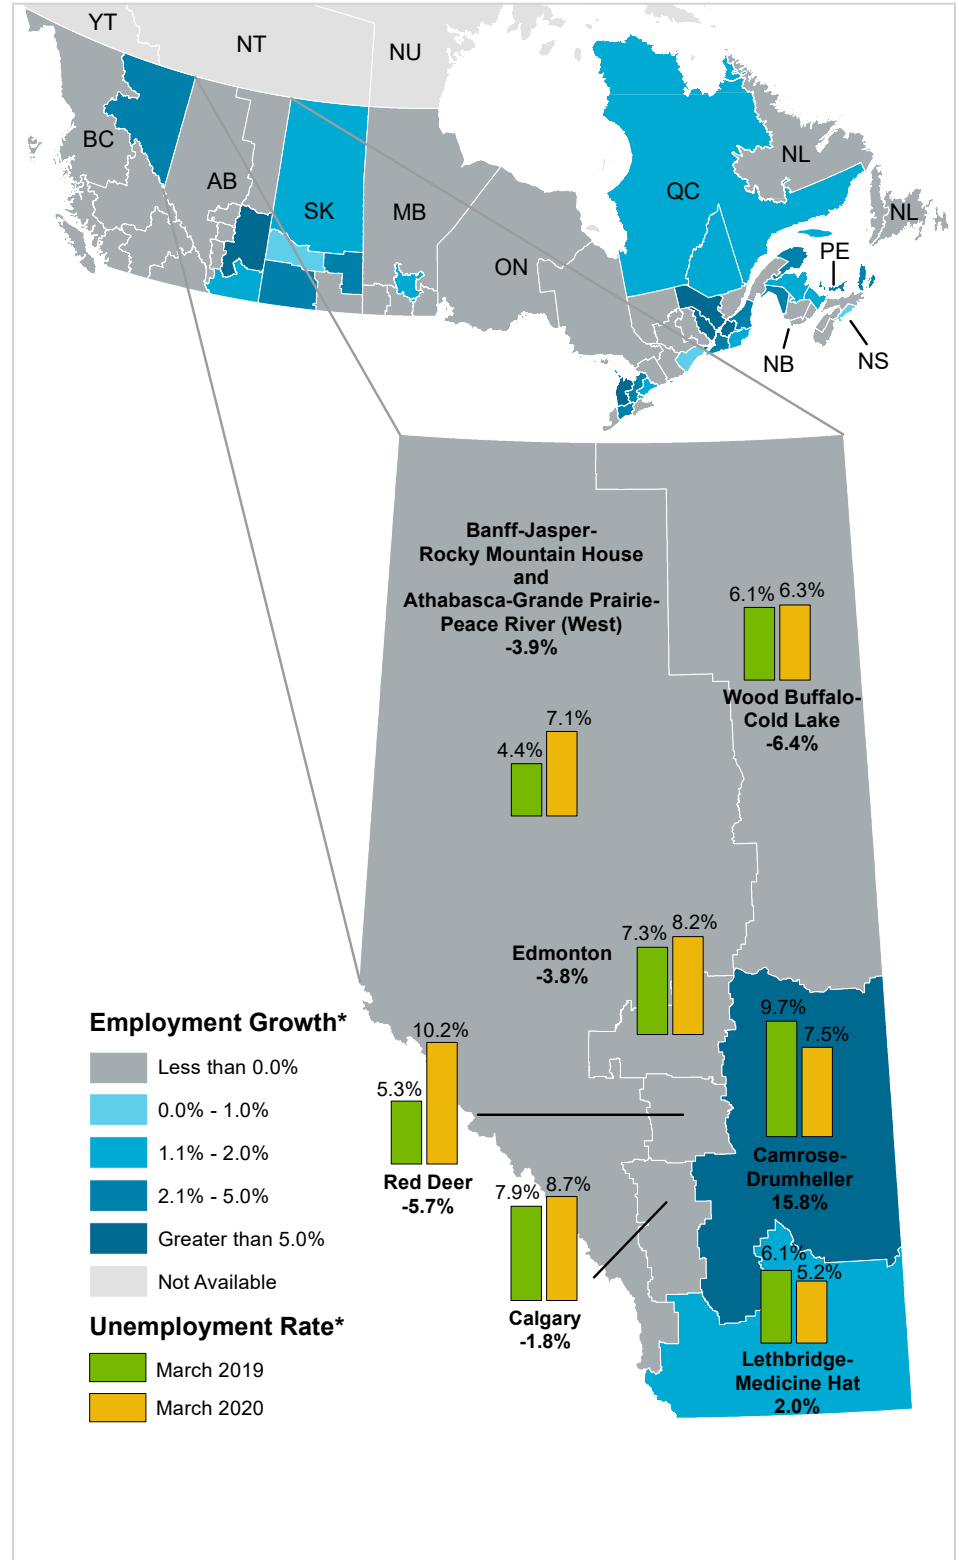 YT
NT
NU
BC
AB
SK
MB
ON
QC
NL
NL
PE
NB
NS
Banff-Jasper-
Rocky Mountain House
and
Athabasca-Grande Prairie-
Peace River (West)
-3.9%
4.4%
7.1%
6.1%
6.3%
Wood Buffalo-
Cold Lake
-6.4%
Edmonton
-3.8%
7.3%
8.2%
9.7%
7.5%
Camrose-
Drumheller
15.8%
5.3%
10.2%
Red Deer
-5.7%
7.9%
8.7%
Calgary
-1.8%
6.1%
5.2%
Lethbridge-
Medicine Hat
2.0%
Employment Growth*
Less than 0.0%
0.0% - 1.0%
1.1% - 2.0%
2.1% - 5.0%
Greater than 5.0%
Not Available
Unemployment Rate*
March 2019
March 2020